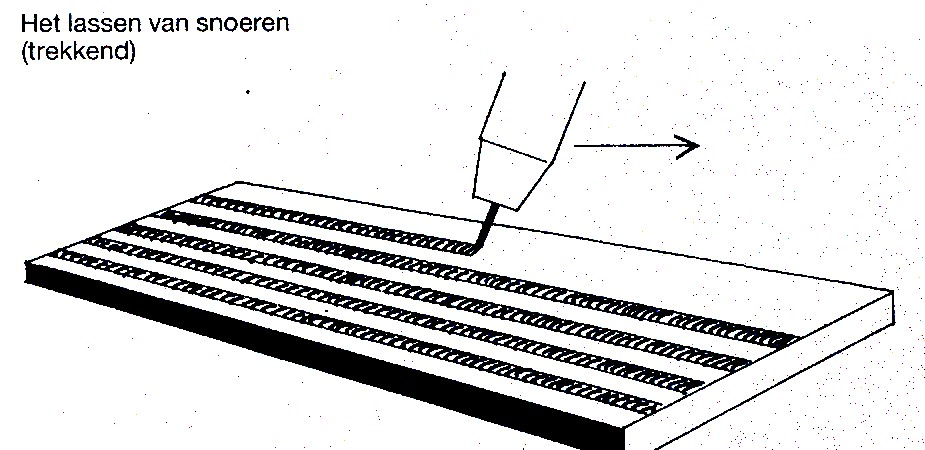 Het lassen van snoeren
(trekkend)